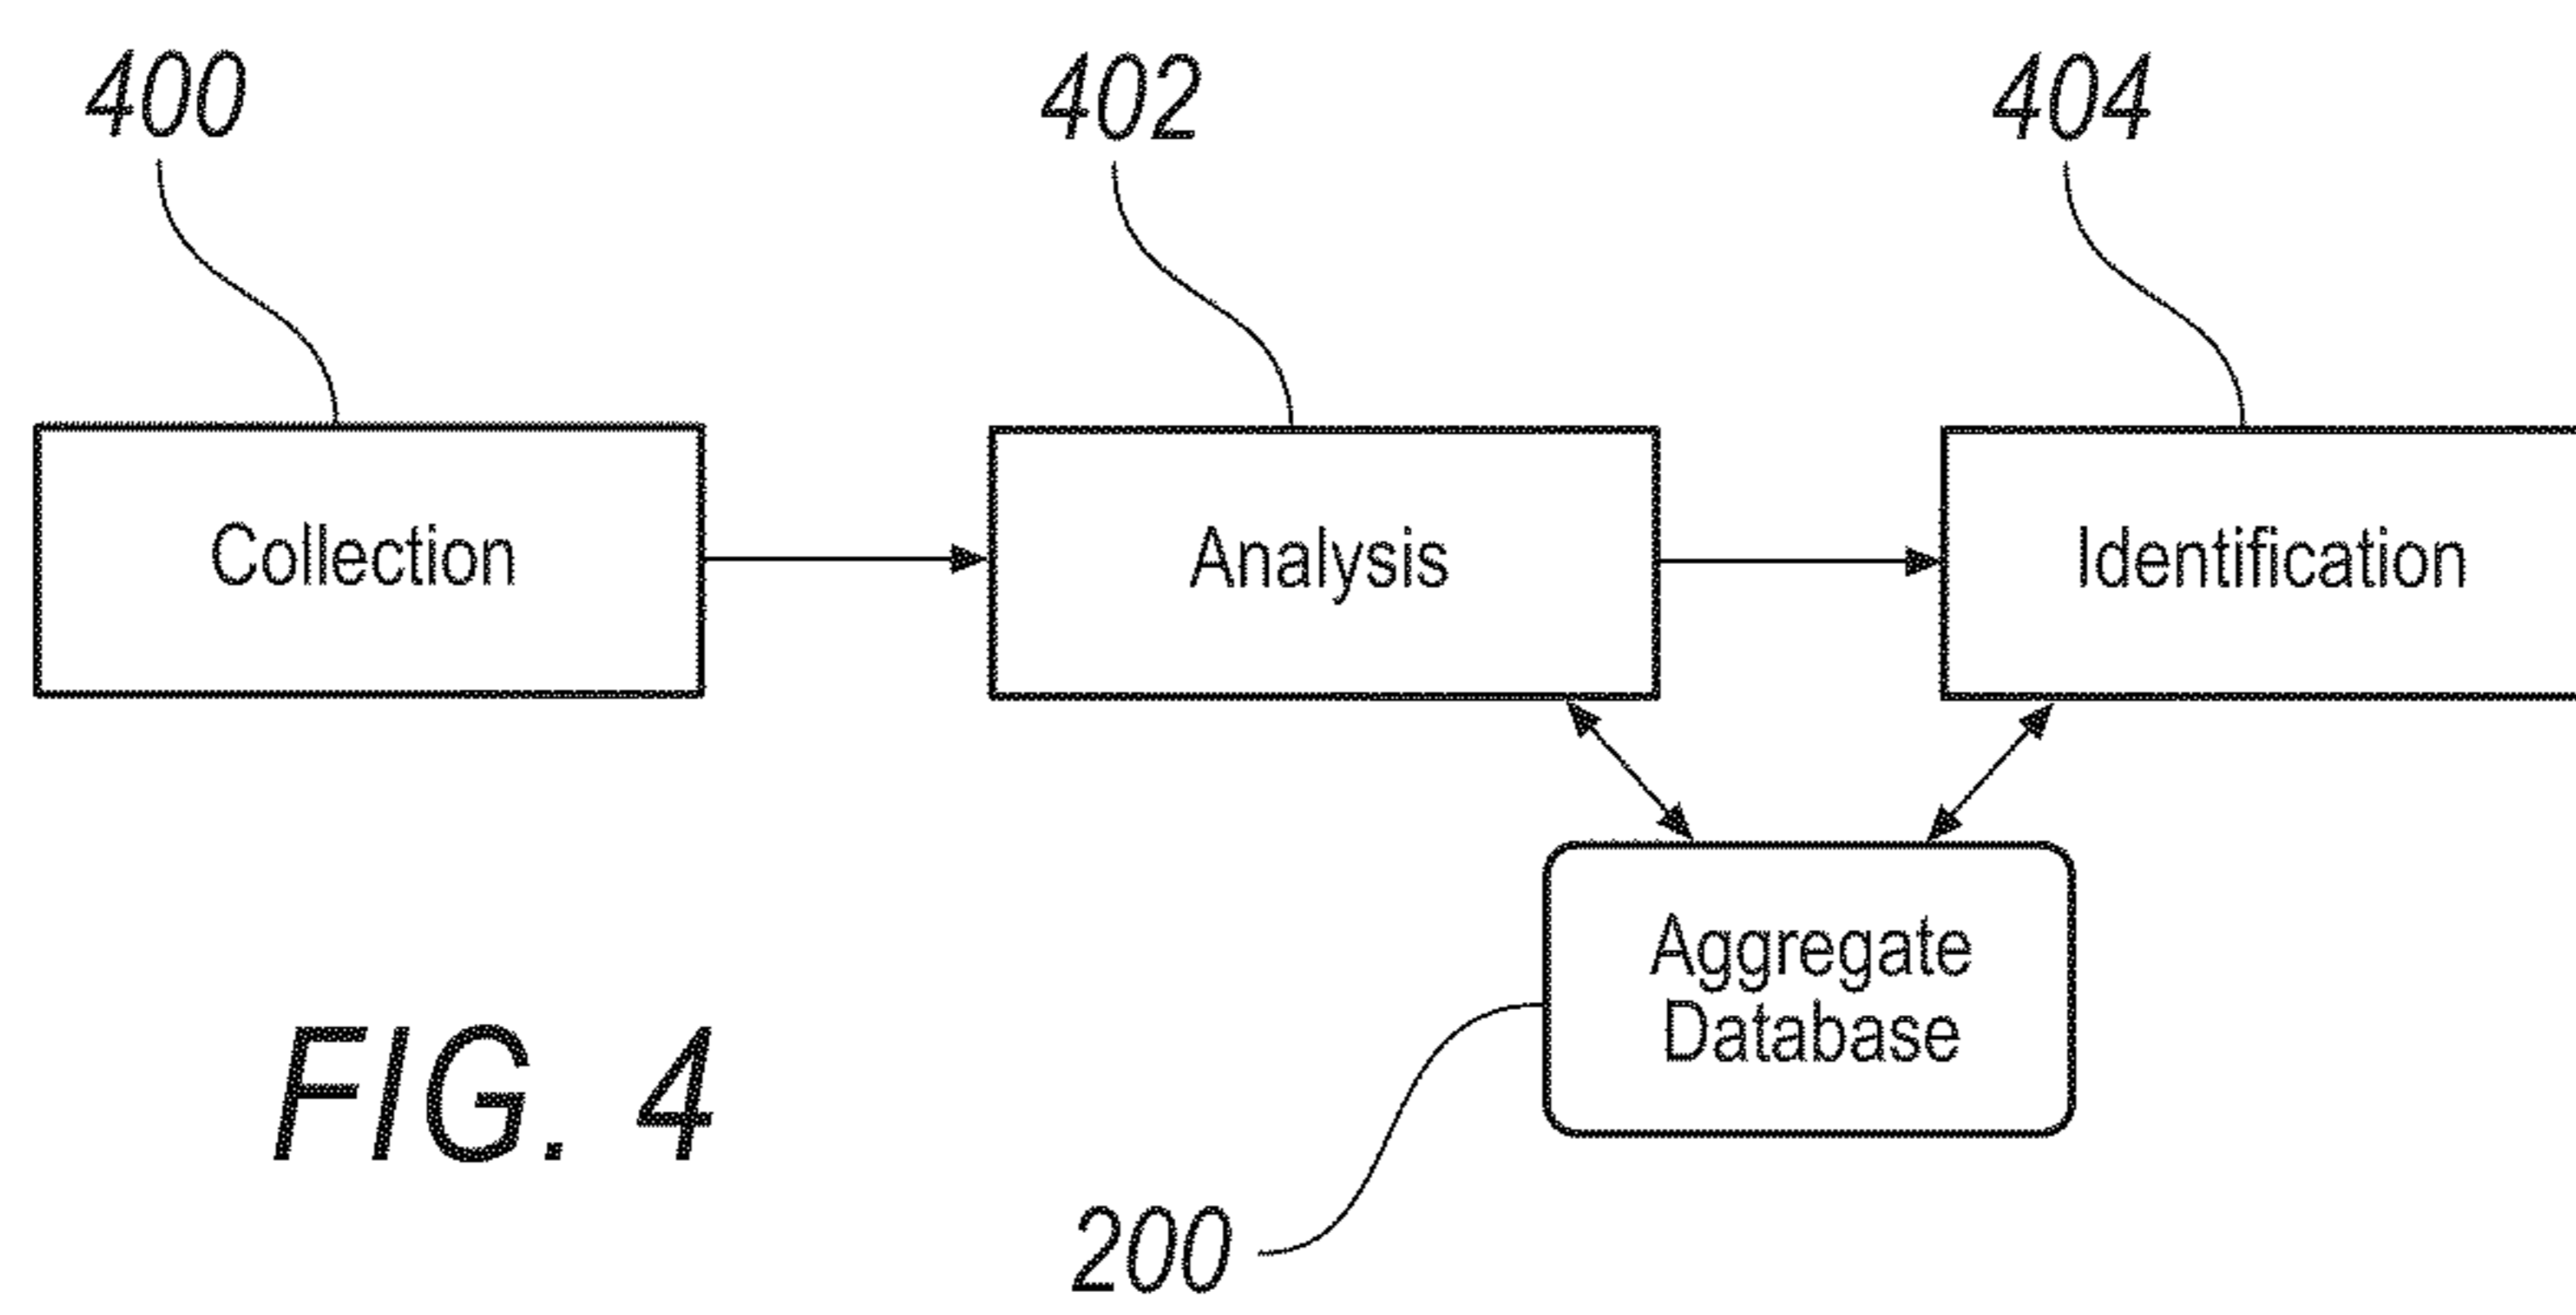 400
402
404
Collection
Analysis
Identification
Aggregate
Database
FIG. 4
200